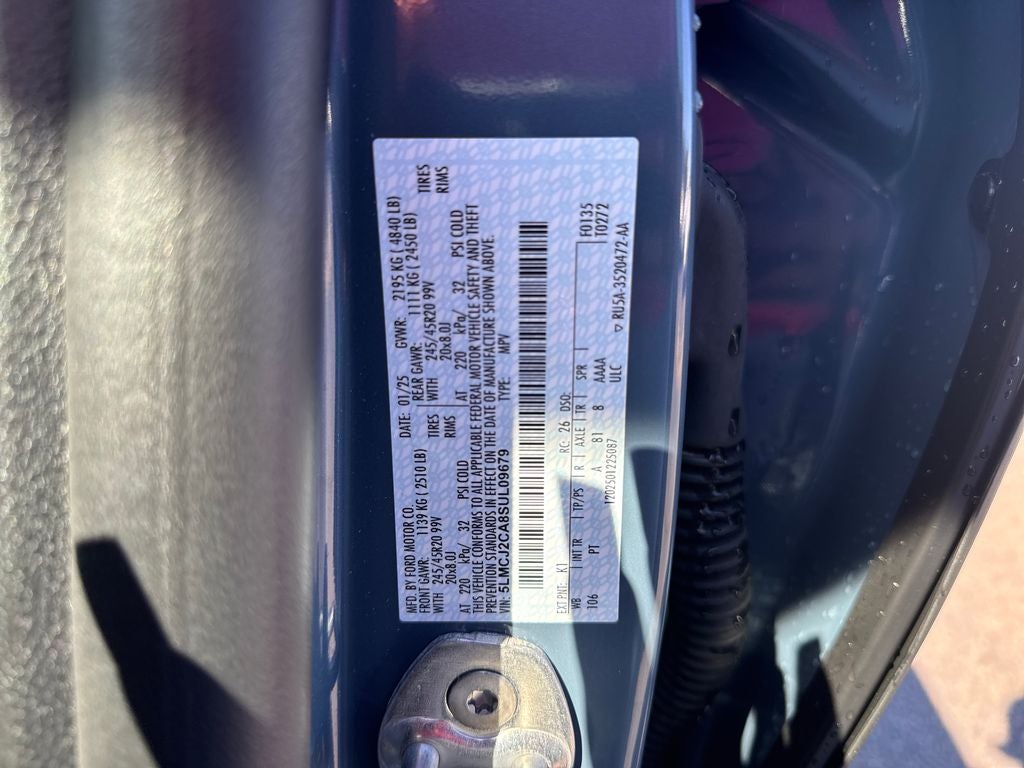 MFD. BY FORD MOTOR CO. DATE: 01/25 GVWR: 2195 KG ( 4840 LB)
FRONT GAWR: 1139 KG ( 2510 LB) REAR GAWR: 1111 KG ( 2450 LB)
WITH 245/45R20 99V TIRES WITH 245/45R20 99V TIRES
20x8.0J RIMS 20x8.0J RIMS
AT 220 kPa/ 32 PSI COLD AT 220 kPa/ 32 PSI COLD
THIS VEHICLE CONFORMS TO ALL APPLICABLE FEDERAL MOTOR VEHICLE SAFETY AND THEFT
PREVENTION STANDARDS IN EFFECT ON THE DATE OF MANUFACTURE SHOWN ABOVE.
VIN: 5LMCJ2CA8SUL09679 TYPE: MPV
EXT PNT: K1 RC: 26 DSO: F0135
WB INT TR TP/PS R AXLE TR SPR T0272
106 PT A 81 8 AAAA
ULC ▽ RU5A-3520472-AA
1202501225087